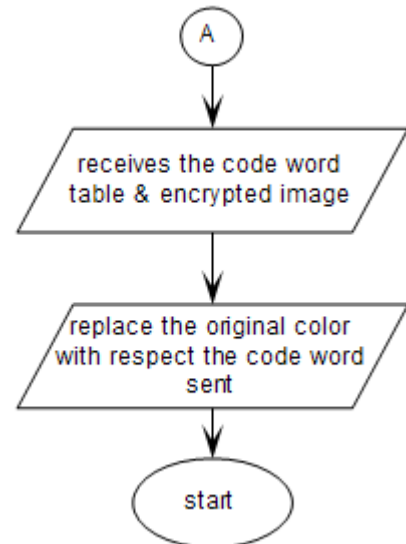 A
receives the code word
table & encrypted image
replace the original color
with respect the code word
sent
start